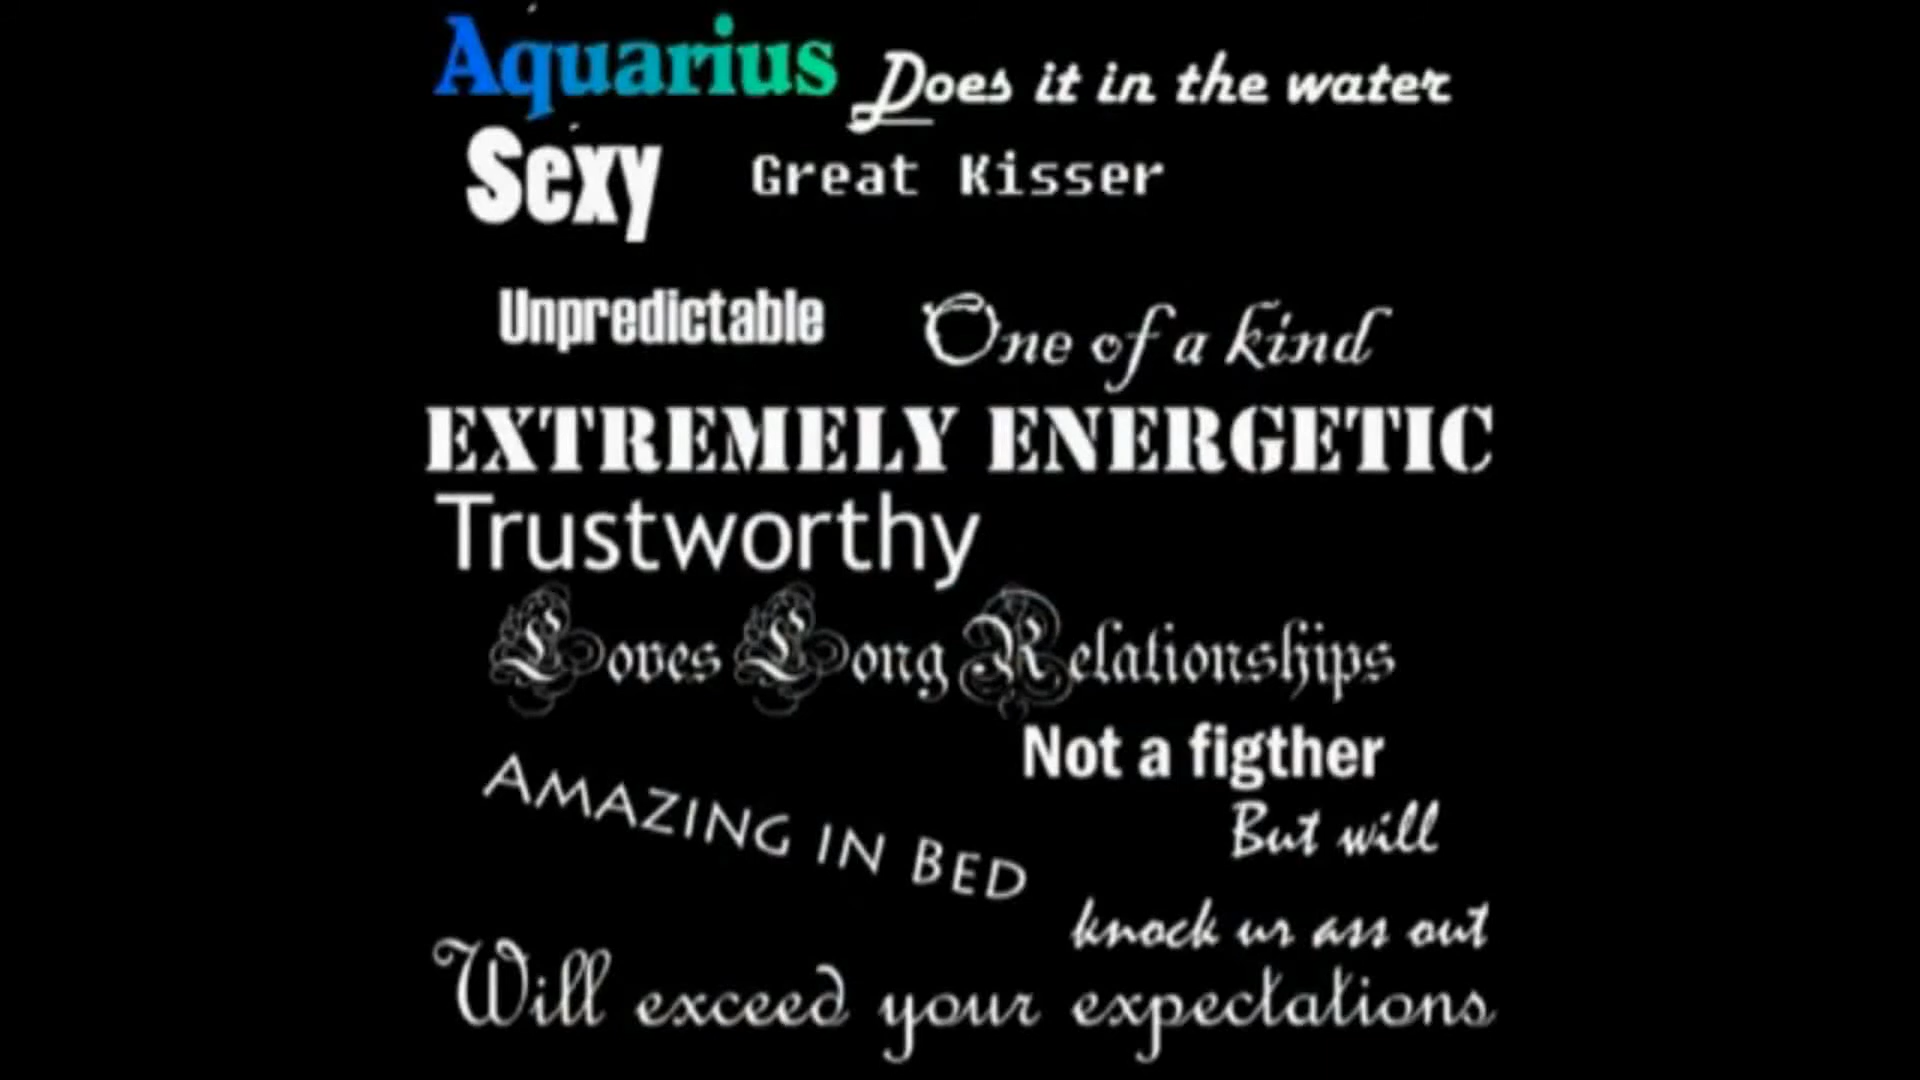 Aquarius Does it in the water
Sexy Great Kisser
Unpredictable One of a kind
EXTREMELY ENERGETIC
Trustworthy
Loves Long Relationships
Not a figther
AMAZING IN BED
But will
knock ur ass out
Will exceed your expectations